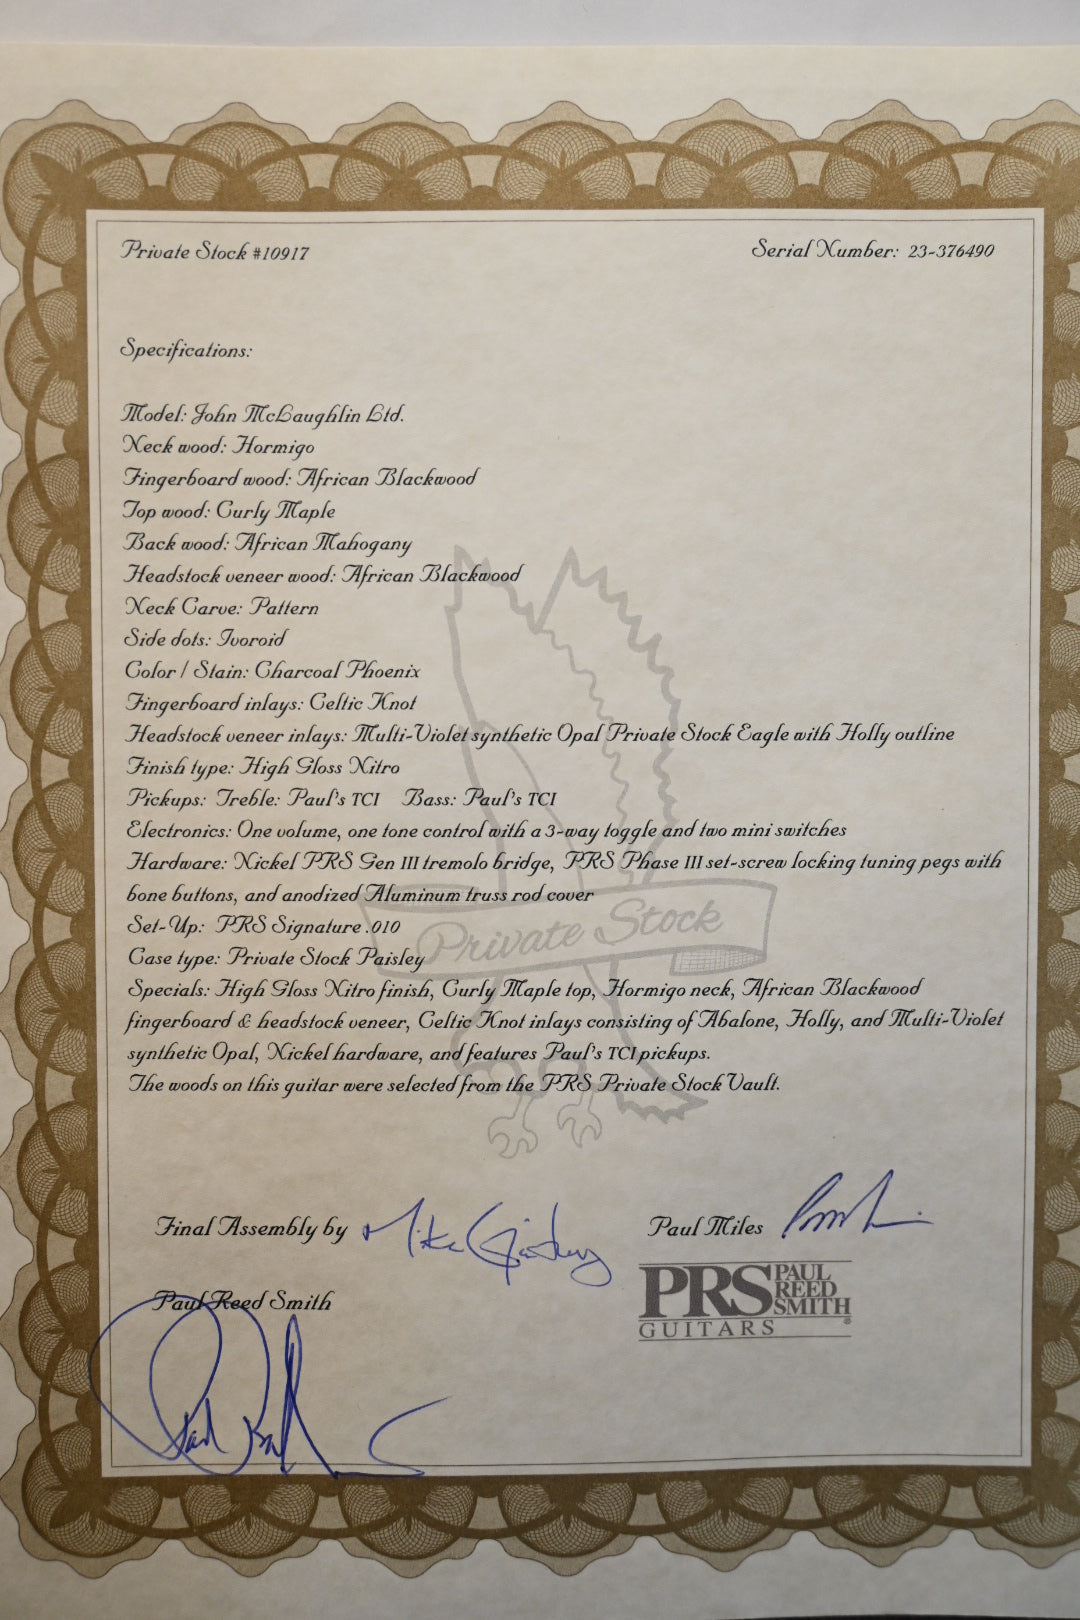 Private Stock #10917 Serial Number: 23-376490
Specifications:
Model: John McLaughlin Ltd.
Neck wood: Hormigo
Fingerboard wood: African Blackwood
Top wood: Curly Maple
Back wood: African Mahogany
Headstock veneer wood: African Blackwood
Neck Carve: Pattern
Side dots: Ivoroid
Color / Stain: Charcoal Phoenix
Fingerboard inlays: Celtic Knot
Headstock veneer inlays: Multi-Violet synthetic Opal Private Stock Eagle with Holly outline
Finish type: High Gloss Nitro
Pickups: Treble: Paul's TCI Bass: Paul's TCI
Electronics: One volume, one tone control with a 3-way toggle and two mini switches
Hardware: Nickel PRS Gen III tremolo bridge, PRS Phase III set-screw locking tuning pegs with
bone buttons, and anodized Aluminum truss rod cover
Set-Up: PRS Signature .010
Private Stock
Case type: Private Stock Paisley
Specials: High Gloss Nitro finish, Curly Maple top, Hormigo neck, African Blackwood
fingerboard & headstock veneer, Celtic Knot inlays consisting of Abalone, Holly, and Multi-Violet
synthetic Opal, Nickel hardware, and features Paul's TCI pickups.
The woods on this guitar were selected from the PRS Private Stock Vault.
Final Assembly by Mike Paul Miles
Paul Reed Smith
PRS PAUL
REED
SMITH®
GUITARS